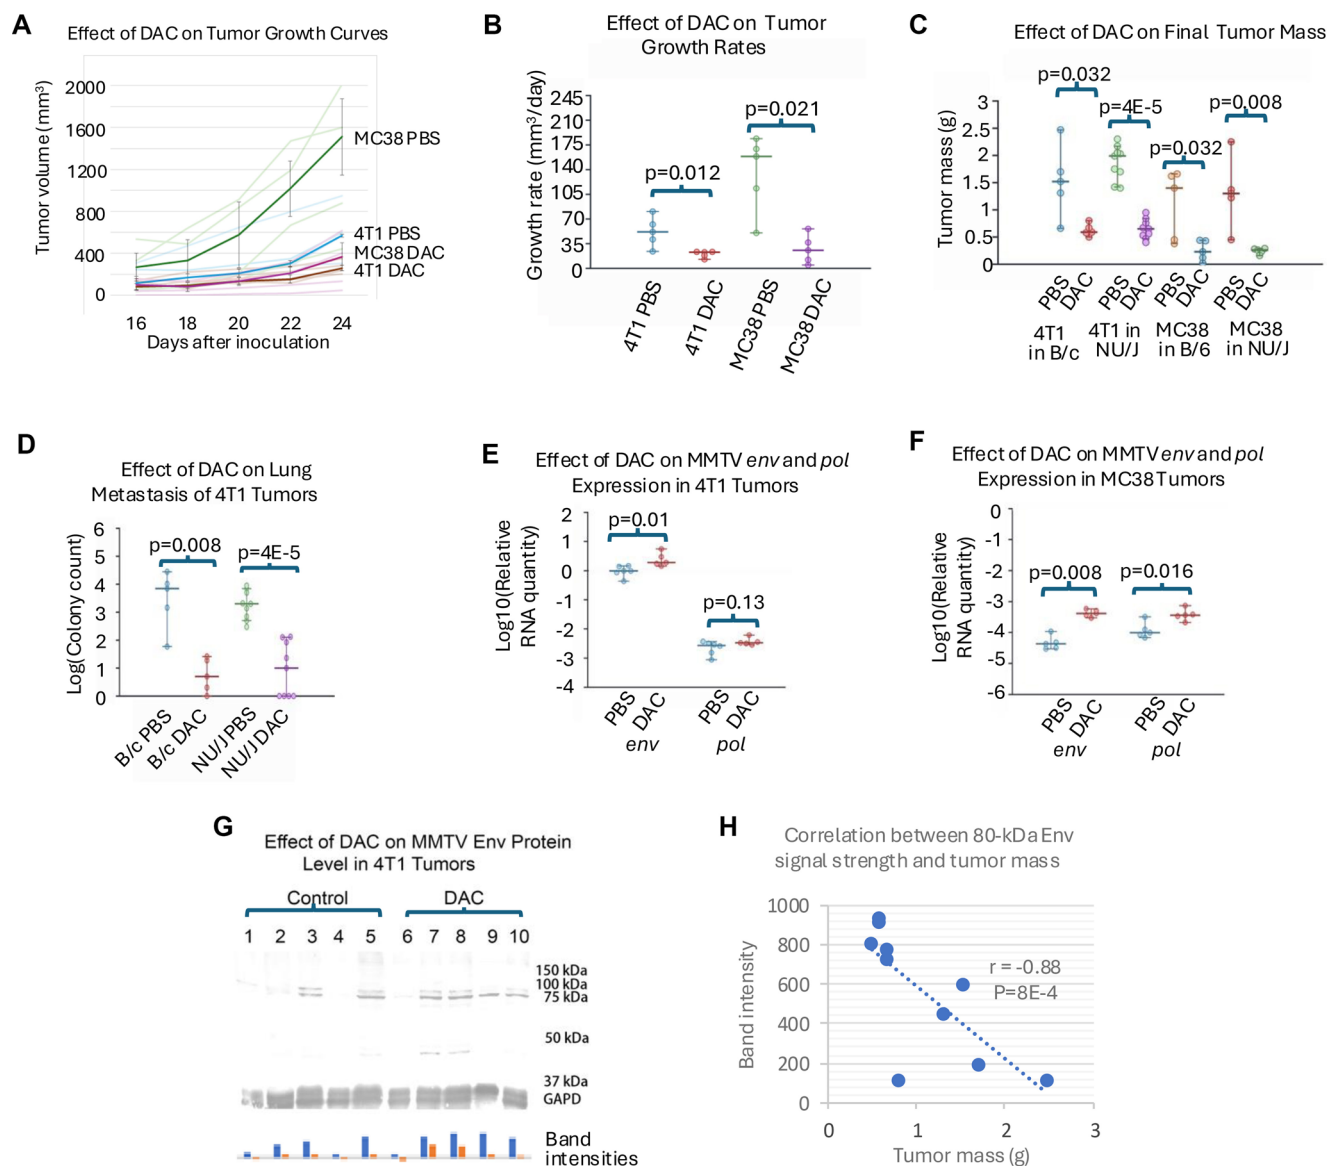 A
Effect of DAC on Tumor Growth Curves
Tumor volume (mm³)
2000
1600
1200
800
400
0
MC38 PBS
4T1 PBS
MC38 DAC
4T1 DAC
16 18 20 22 24
Days after inoculation
B
Effect of DAC on Tumor
Growth Rates
Growth rate (mm³/day)
245
210
175
140
105
70
35
0
p=0.012
p=0.021
4T1 PBS
4T1 DAC
MC38 PBS
MC38 DAC
C
Effect of DAC on Final Tumor Mass
Tumor mass (g)
3
2.5
2
1.5
1
0.5
0
p=0.032
p=4E-5
p=0.032
p=0.008
PBS DAC PBS DAC PBS DAC PBS DAC
4T1 4T1 in MC38 MC38
in B/c NU/J in B/6 in NU/J
D
Effect of DAC on Lung
Metastasis of 4T1 Tumors
Log(Colony count)
6
5
4
3
2
1
0
p=0.008
p=4E-5
B/c PBS
B/c DAC
NU/J PBS
NU/J DAC
E
Effect of DAC on MMTV env and pol
Expression in 4T1 Tumors
Log10(Relative
RNA quantity)
2
1
0
-1
-2
-3
-4
p=0.01
p=0.13
PBS DAC PBS DAC
env pol
F
Effect of DAC on MMTV env and pol
Expression in MC38 Tumors
Log10(Relative
RNA quantity)
0
-1
-2
-3
-4
-5
-6
p=0.008
p=0.016
PBS DAC PBS DAC
env pol
G
Effect of DAC on MMTV Env Protein
Level in 4T1 Tumors
Control DAC
1 2 3 4 5 6 7 8 9 10
150 kDa
100 kDa
75 kDa
50 kDa
37 kDa
GAPD
Band
intensities
H
Correlation between 80-kDa Env
signal strength and tumor mass
Band intensity
1000
800
600
400
200
0
r = -0.88
P=8E-4
0 1 2 3
Tumor mass (g)